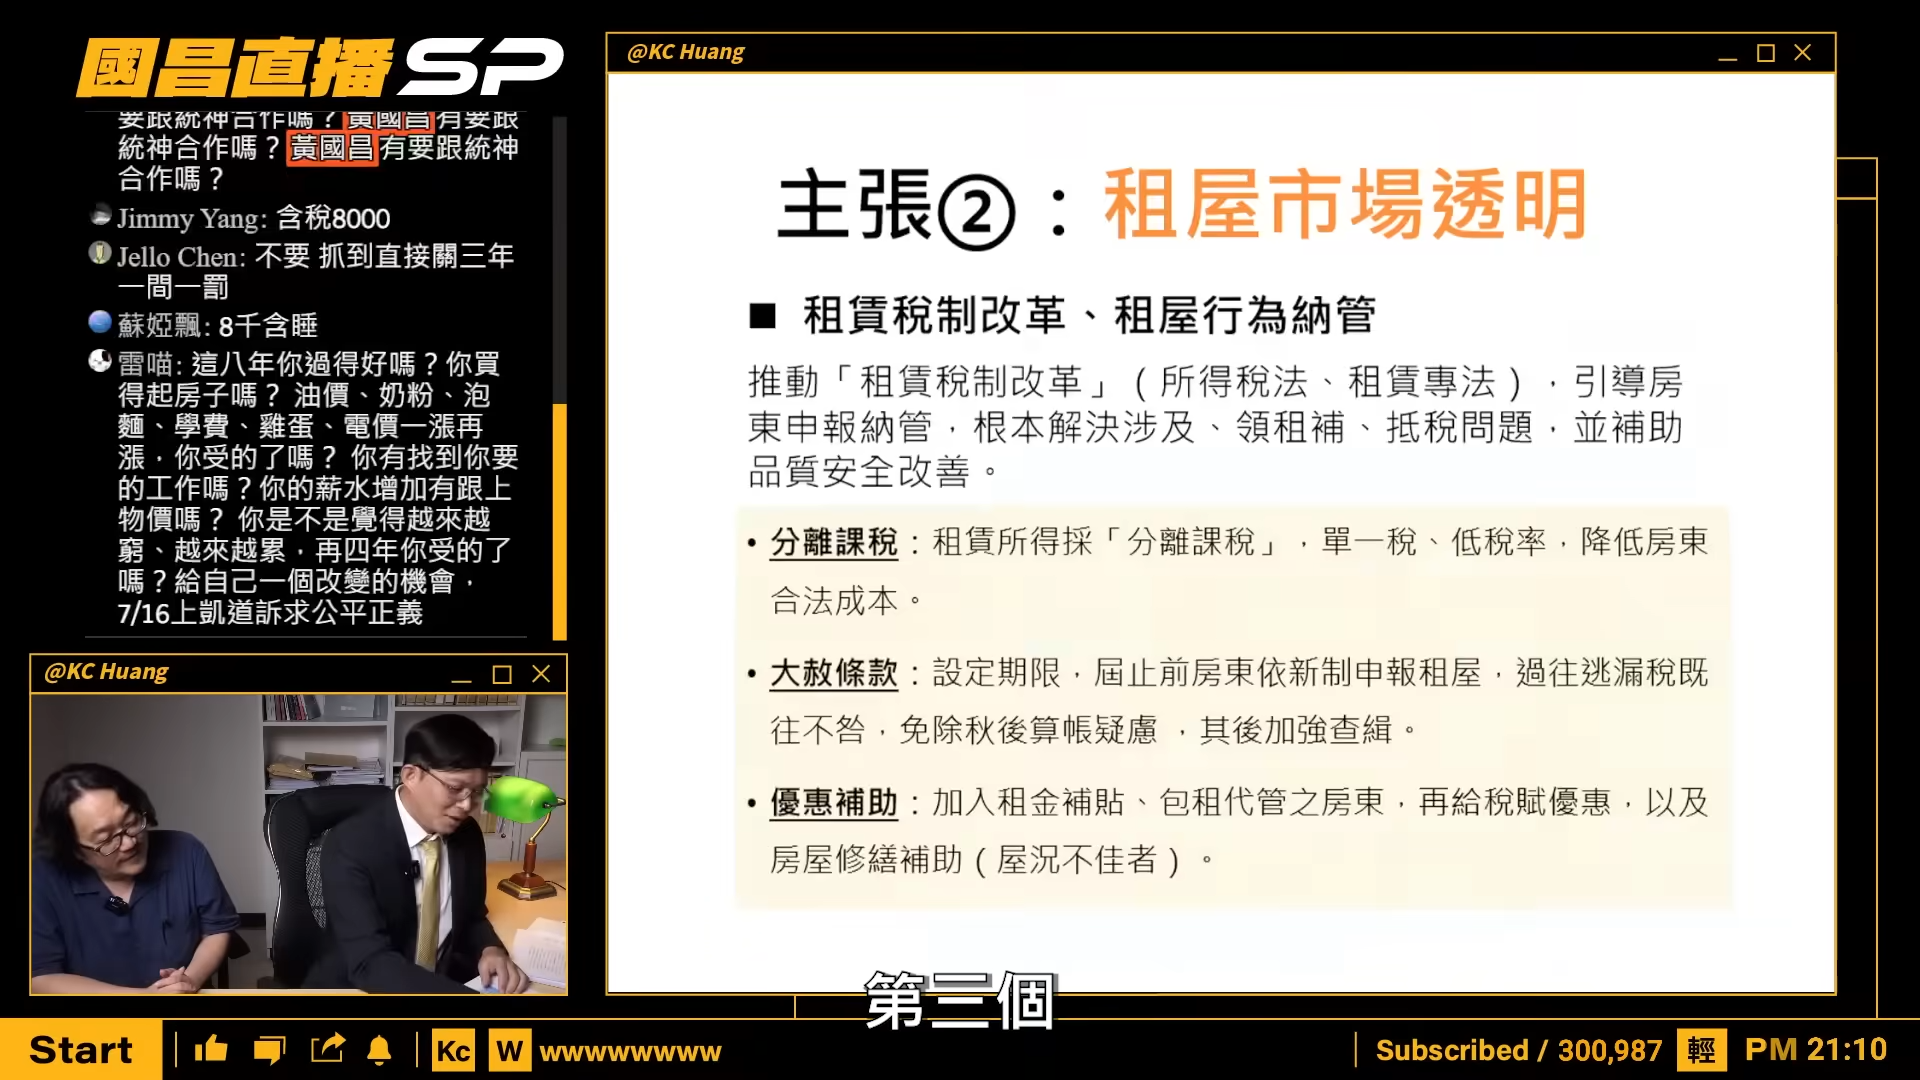 國昌直播SP
要跟統神合作嗎？黃國昌有要跟
統神合作嗎？黃國昌有要跟統神
合作嗎？
Jimmy Yang: 含稅8000
Jello Chen: 不要 抓到直接關三年
一間一罰
蘇婭飄: 8千含睡
雷喵: 這八年你過得好嗎？你買
得起房子嗎？ 油價、奶粉、泡
麵、學費、雞蛋、電價一漲再
漲，你受的了嗎？ 你有找到你要
的工作嗎？你的薪水增加有跟上
物價嗎？ 你是不是覺得越來越
窮、越來越累，再四年你受的了
嗎？給自己一個改變的機會，
7/16上凱道訴求公平正義
@KC Huang
@KC Huang
主張②：租屋市場透明
■ 租賃稅制改革、租屋行為納管
推動「租賃稅制改革」（所得稅法、租賃專法），引導房
東申報納管，根本解決涉及、領租補、抵稅問題，並補助
品質安全改善。
• 分離課稅：租賃所得採「分離課稅」，單一稅、低稅率，降低房東
合法成本。
• 大赦條款：設定期限，屆止前房東依新制申報租屋，過往逃漏稅既
往不咎，免除秋後算帳疑慮 ，其後加強查緝。
• 優惠補助：加入租金補貼、包租代管之房東，再給稅賦優惠，以及
房屋修繕補助（屋況不佳者）。
第三個
Start
Kc W wwwwwwwww
Subscribed / 300,987 輕 PM 21:10